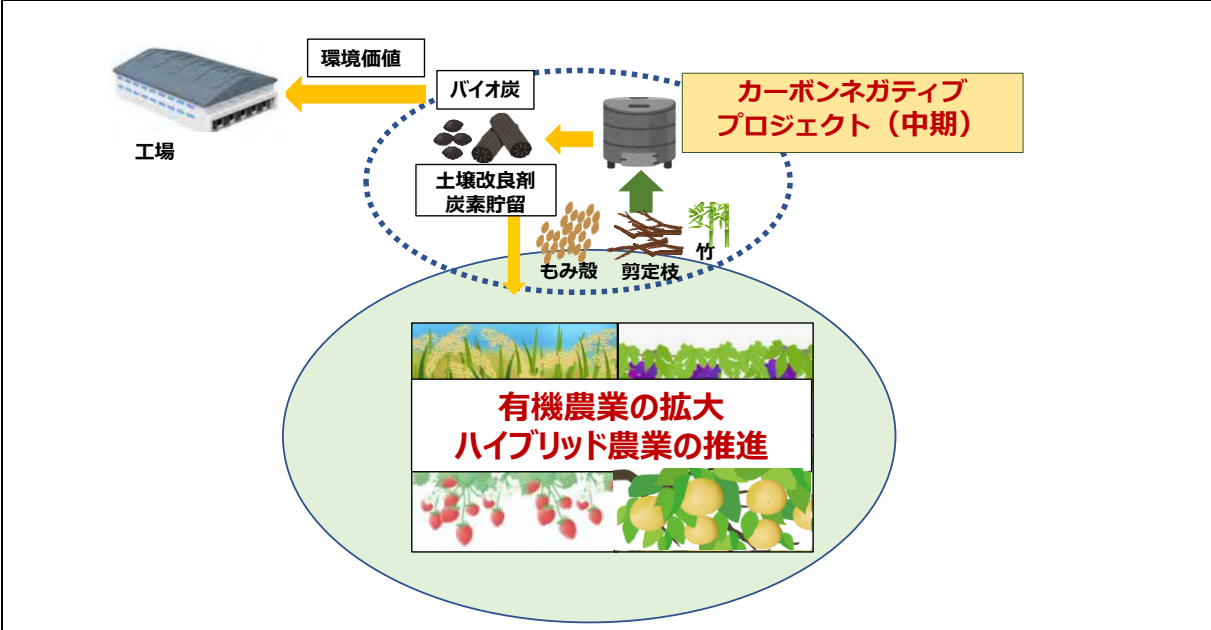 環境価値
バイオ炭
カーボンネガティブ
プロジェクト（中期）
工場
土壌改良剤
炭素貯留
竹
もみ殻
剪定枝
有機農業の拡大
ハイブリッド農業の推進